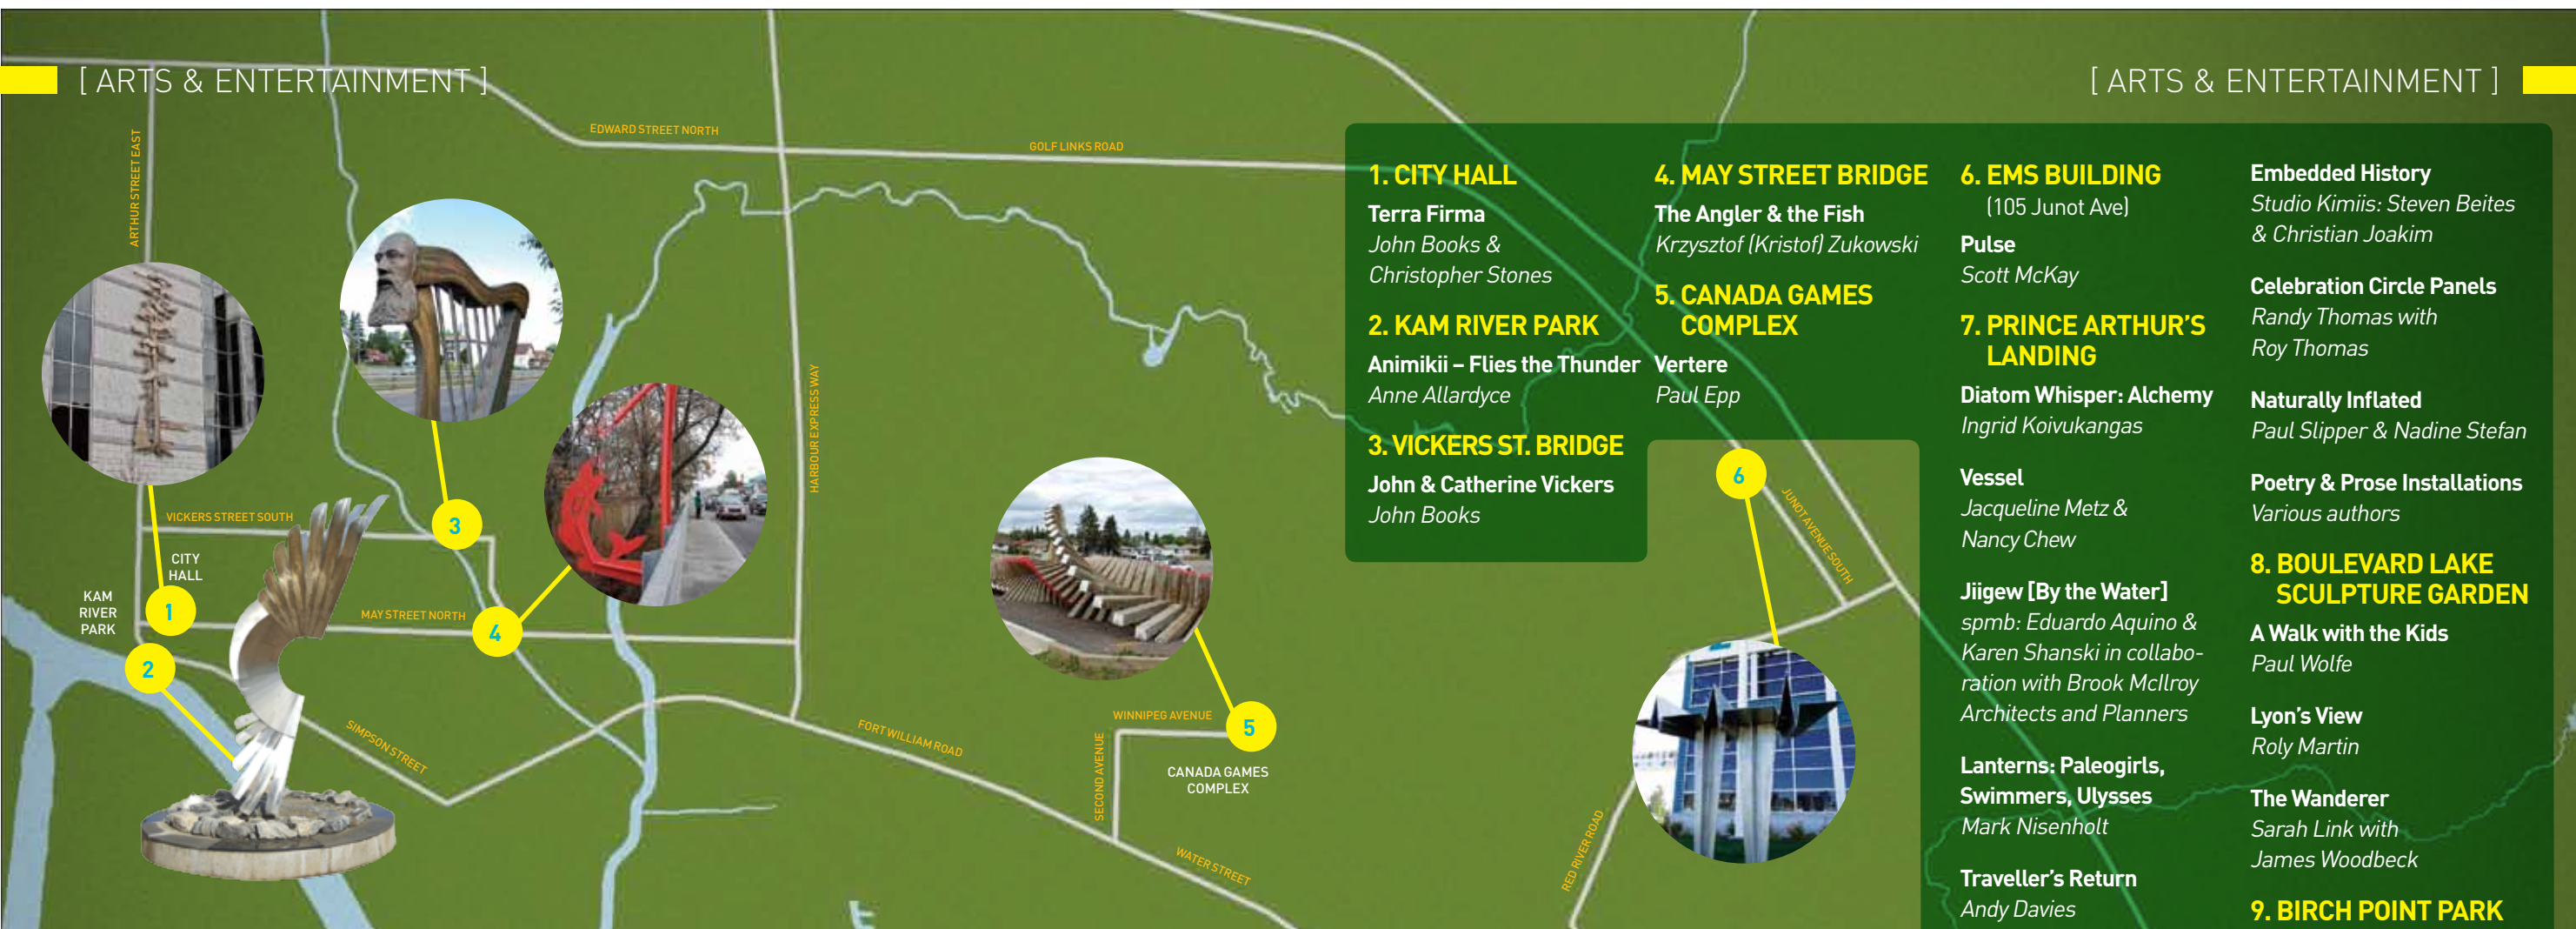 [ ARTS & ENTERTAINMENT ]
[ ARTS & ENTERTAINMENT ]
ARTHUR STREET EAST
EDWARD STREET NORTH
GOLF LINKS ROAD
HARBOUR EXPRESSWAY
VICKERS STREET SOUTH
3
CITY
HALL
KAM
RIVER
PARK
1
MAY STREET NORTH
4
2
SIMPSON STREET
FORT WILLIAM ROAD
WINNIPEG AVENUE
5
SECOND AVENUE
CANADA GAMES
COMPLEX
WATER STREET
6
JUNOT AVENUE SOUTH
RED RIVER ROAD
1. CITY HALL
Terra Firma
John Books &
Christopher Stones
2. KAM RIVER PARK
Animikii – Flies the Thunder
Anne Allardyce
3. VICKERS ST. BRIDGE
John & Catherine Vickers
John Books
4. MAY STREET BRIDGE
The Angler & the Fish
Krzysztof (Kristof) Zukowski
5. CANADA GAMES
COMPLEX
Vertere
Paul Epp
6. EMS BUILDING
(105 Junot Ave)
Pulse
Scott McKay
7. PRINCE ARTHUR'S
LANDING
Diatom Whisper: Alchemy
Ingrid Koivukangas
Vessel
Jacqueline Metz &
Nancy Chew
Jiigew [By the Water]
spmb: Eduardo Aquino &
Karen Shanski in collabo-
ration with Brook McIlroy
Architects and Planners
Lanterns: Paleogirls,
Swimmers, Ulysses
Mark Nisenholt
Traveller's Return
Andy Davies
Embedded History
Studio Kimiis: Steven Beites
& Christian Joakim
Celebration Circle Panels
Randy Thomas with
Roy Thomas
Naturally Inflated
Paul Slipper & Nadine Stefan
Poetry & Prose Installations
Various authors
8. BOULEVARD LAKE
SCULPTURE GARDEN
A Walk with the Kids
Paul Wolfe
Lyon's View
Roly Martin
The Wanderer
Sarah Link with
James Woodbeck
9. BIRCH POINT PARK